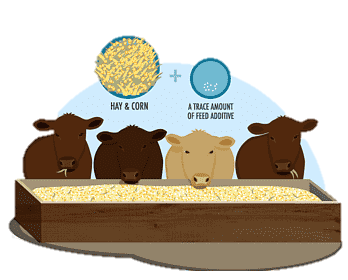 HAY & CORN
A TRACE AMOUNT
OF FEED ADDITIVE